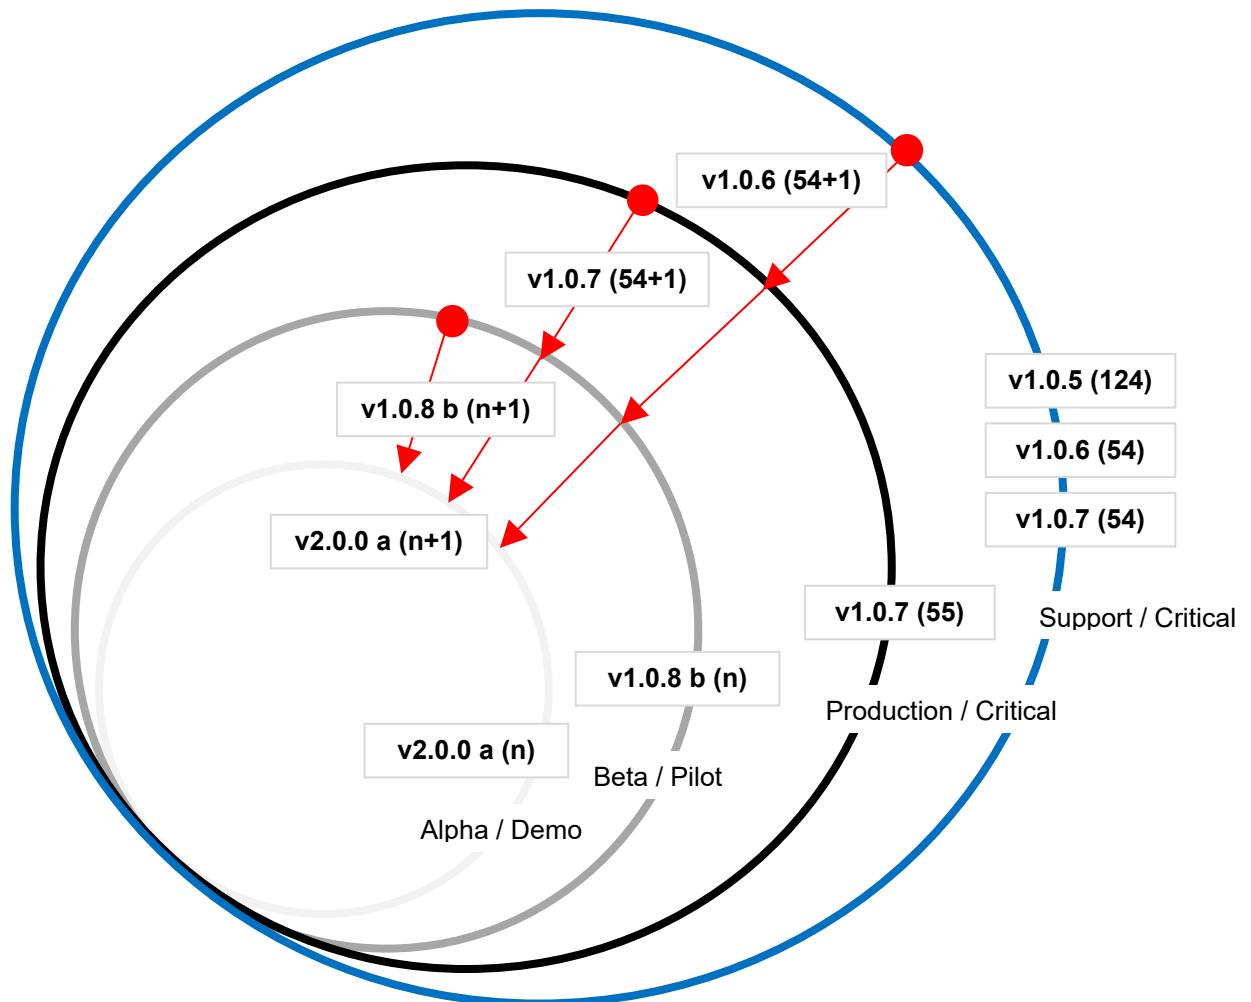 v1.0.6 (54+1)
v1.0.7 (54+1)
v1.0.5 (124)
v1.0.8 b (n+1)
v1.0.6 (54)
v1.0.7 (54)
v2.0.0 a (n+1)
v1.0.7 (55)
Support / Critical
v1.0.8 b (n)
Production / Critical
v2.0.0 a (n)
Beta / Pilot
Alpha / Demo